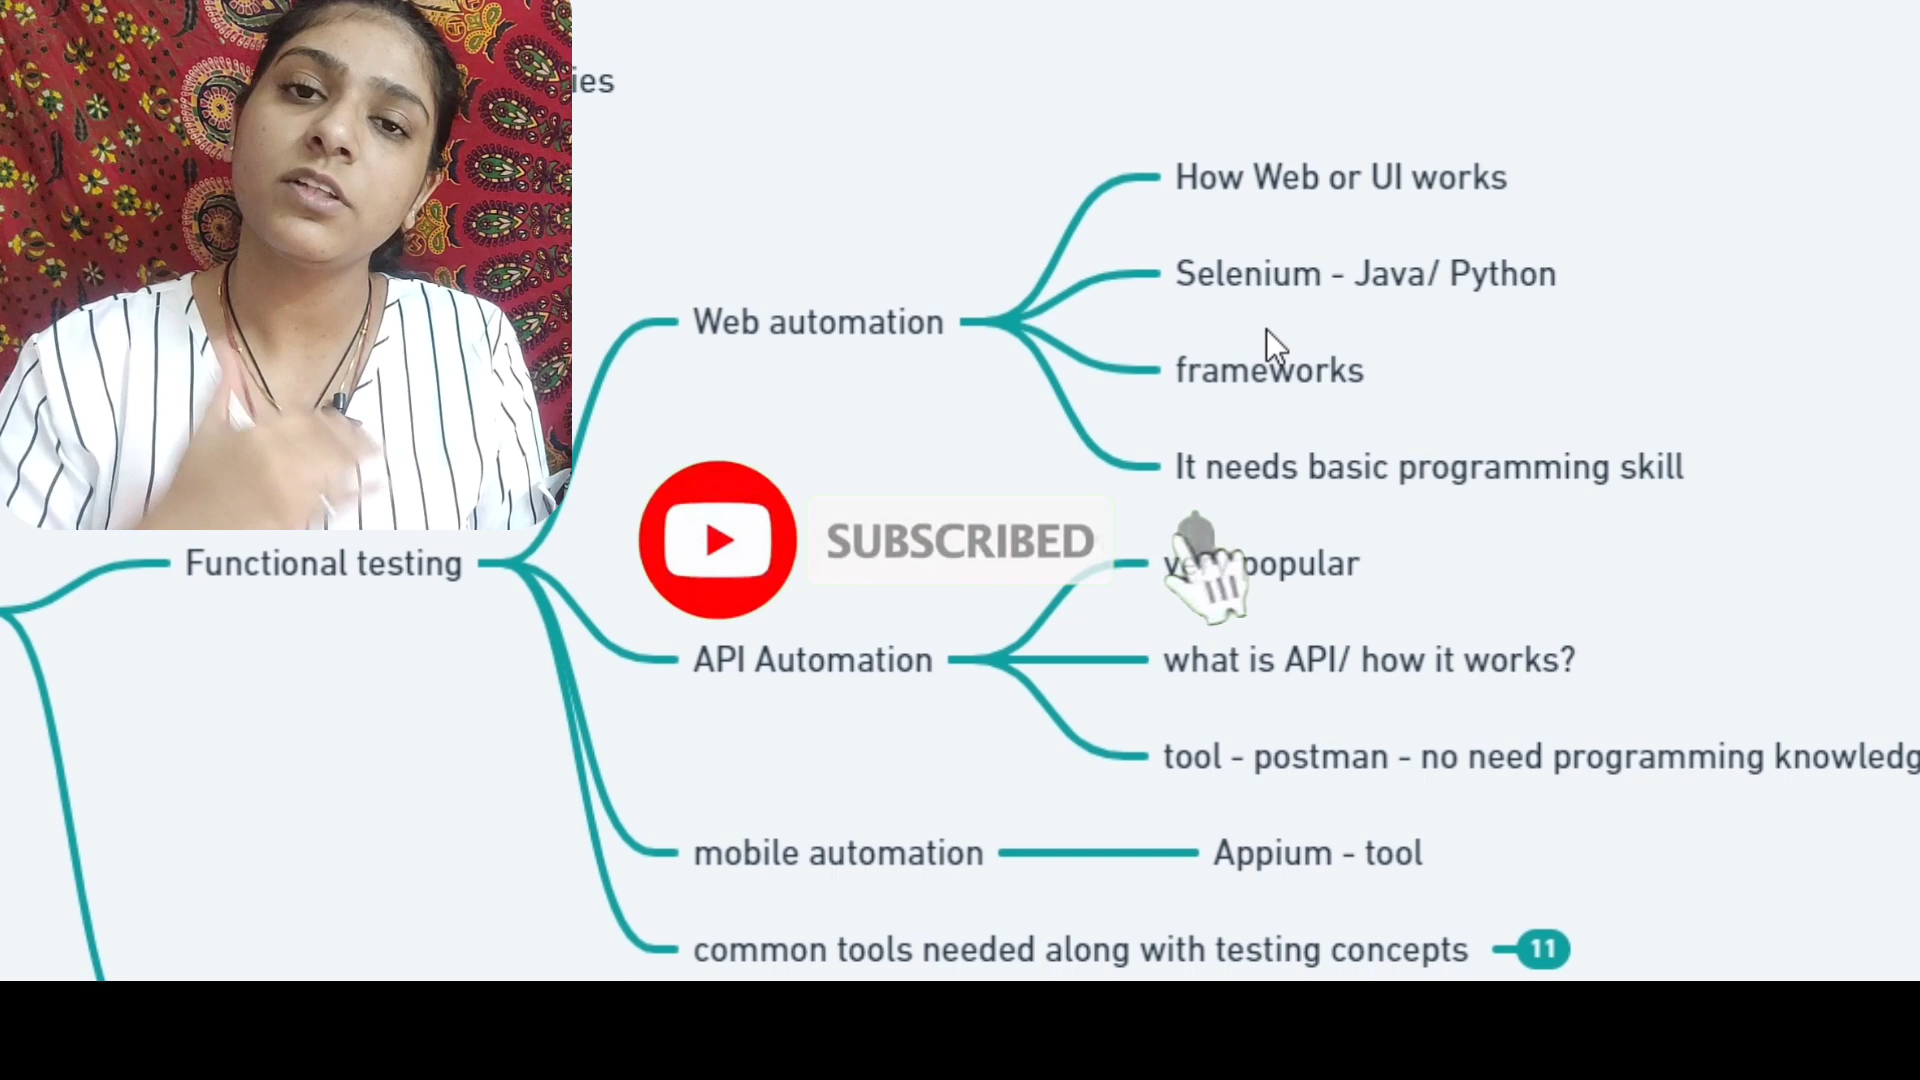 ies
How Web or UI works
Selenium - Java/ Python
Web automation
frameworks
It needs basic programming skill
SUBSCRIBED
Functional testing
popular
API Automation
what is API/ how it works?
tool - postman - no need programming knowledg
mobile automation
Appium - tool
common tools needed along with testing concepts
11